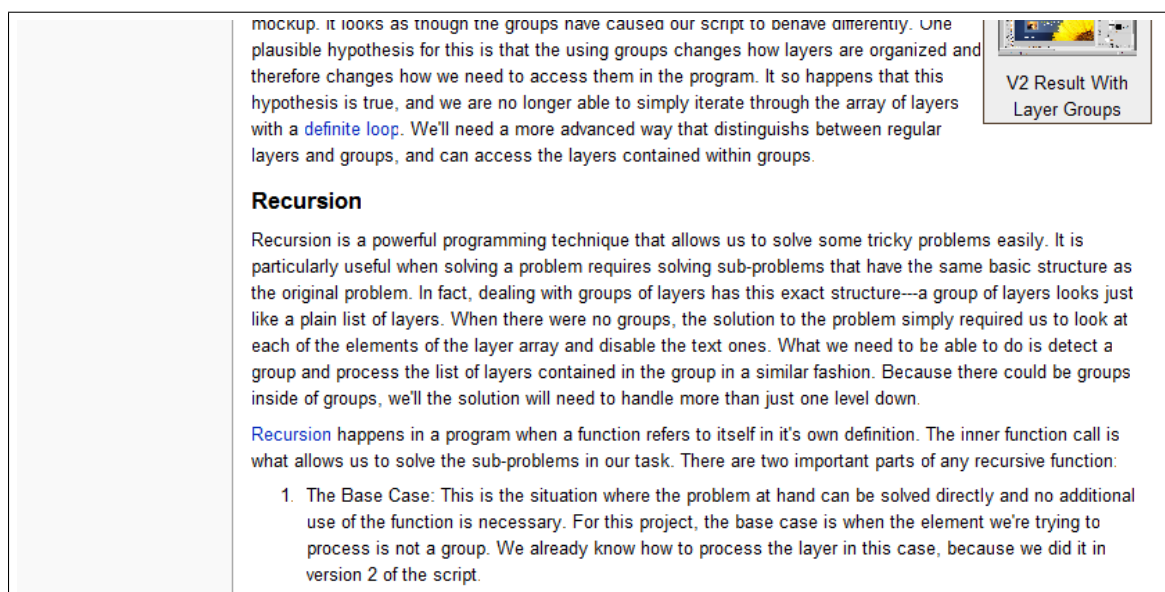 mockup. It looks as though the groups have caused our script to behave differently. One
plausible hypothesis for this is that the using groups changes how layers are organized and
therefore changes how we need to access them in the program. It so happens that this
hypothesis is true, and we are no longer able to simply iterate through the array of layers
with a definite loop. We'll need a more advanced way that distinguishs between regular
layers and groups, and can access the layers contained within groups.
V2 Result With
Layer Groups
Recursion
Recursion is a powerful programming technique that allows us to solve some tricky problems easily. It is
particularly useful when solving a problem requires solving sub-problems that have the same basic structure as
the original problem. In fact, dealing with groups of layers has this exact structure---a group of layers looks just
like a plain list of layers. When there were no groups, the solution to the problem simply required us to look at
each of the elements of the layer array and disable the text ones. What we need to be able to do is detect a
group and process the list of layers contained in the group in a similar fashion. Because there could be groups
inside of groups, we'll the solution will need to handle more than just one level down.
Recursion happens in a program when a function refers to itself in it's own definition. The inner function call is
what allows us to solve the sub-problems in our task. There are two important parts of any recursive function:
1. The Base Case: This is the situation where the problem at hand can be solved directly and no additional
use of the function is necessary. For this project, the base case is when the element we're trying to
process is not a group. We already know how to process the layer in this case, because we did it in
version 2 of the script.